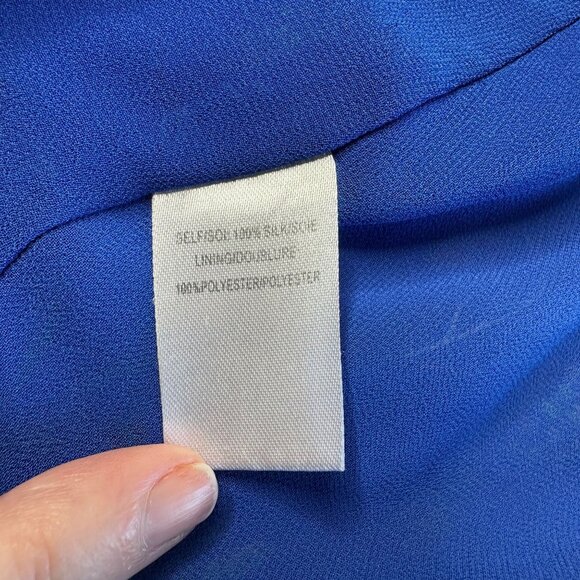 SELF/SOI: 100% SILK/SOIE
LINING/DOUBLURE:
100%POLYESTER/POLYESTER